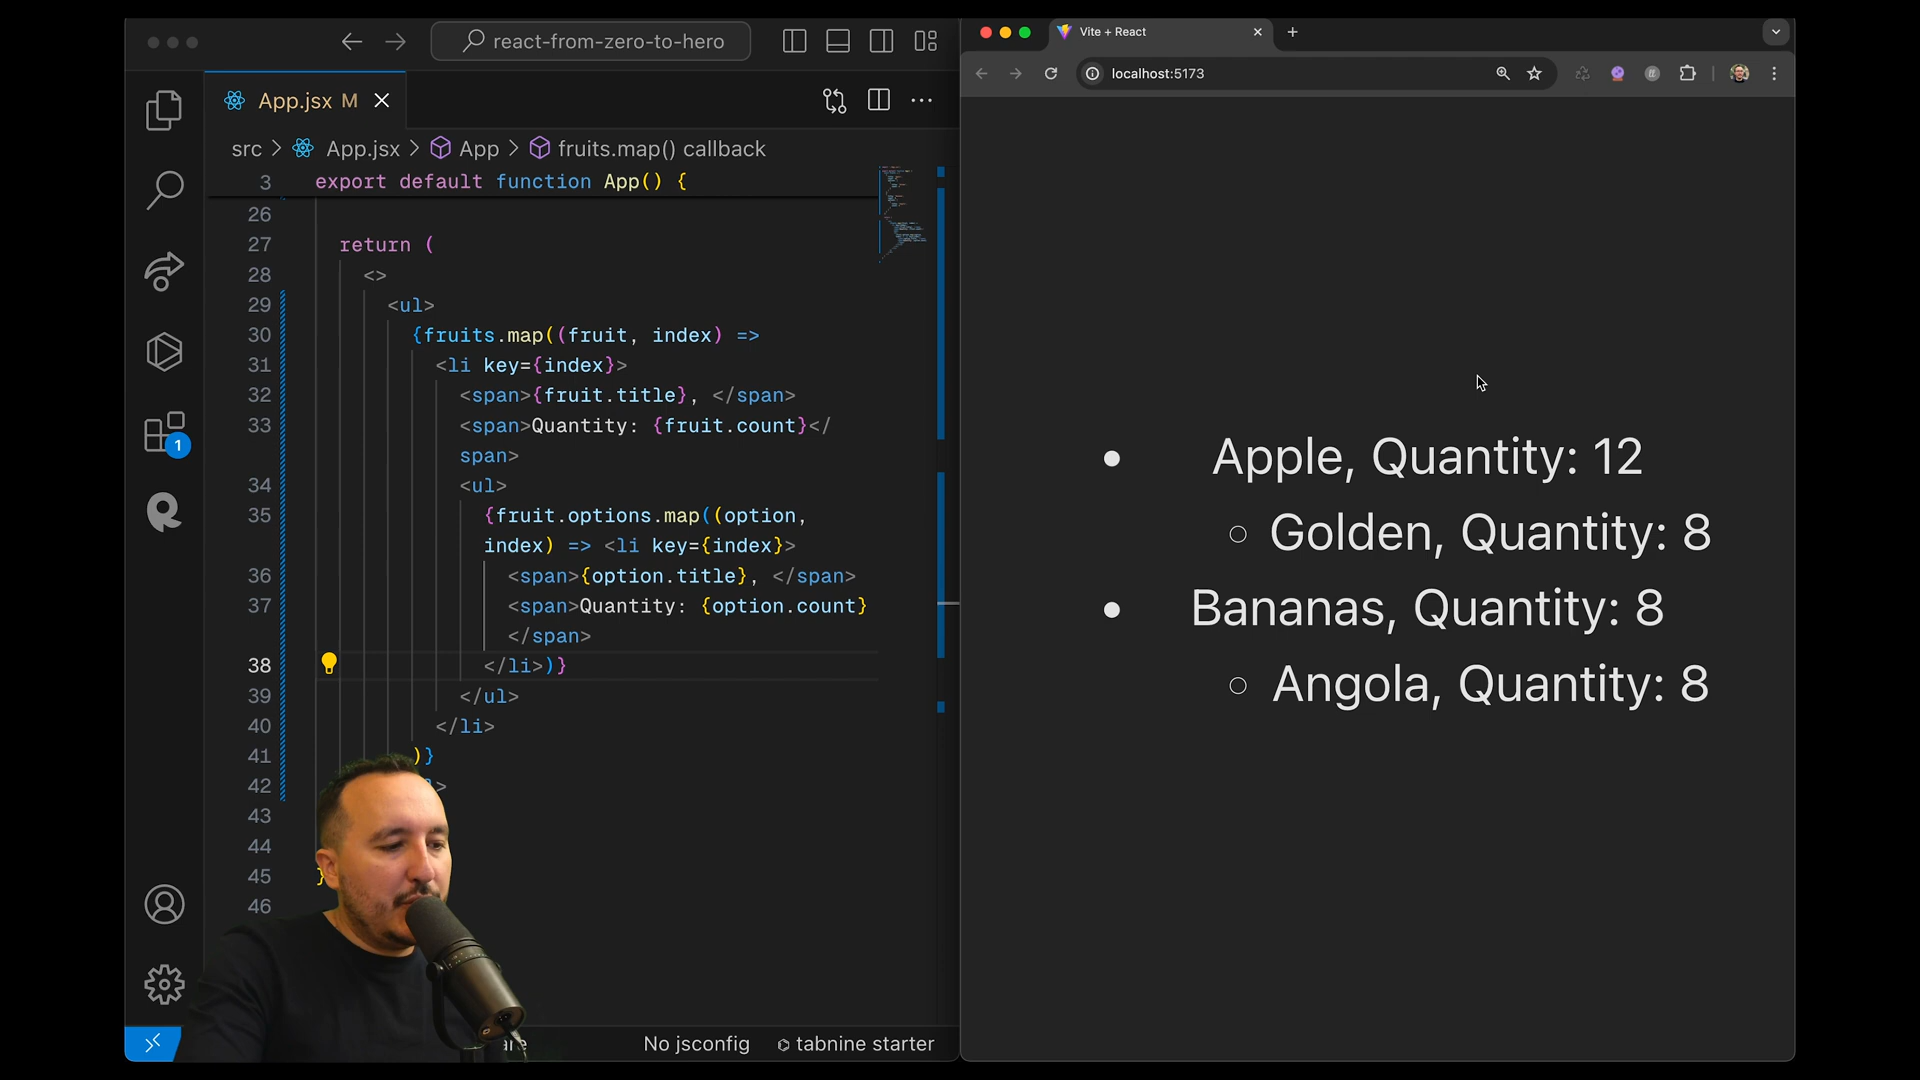 react-from-zero-to-hero
App.jsx M
src > App.jsx > App > fruits.map() callback
3 export default function App() {
26
27 return (
28 <>
29 <ul>
30 {fruits.map((fruit, index) =>
31 <li key={index}>
32 <span>{fruit.title}, </span>
33 <span>Quantity: {fruit.count}</
span>
34 <ul>
35 {fruit.options.map((option,
index) => <li key={index}>
36 <span>{option.title}, </span>
37 <span>Quantity: {option.count}
</span>
38 </li>)}
39 </ul>
40 </li>
41 )}
42 >
43
44
45 }
46
1
No jsconfig
tabnine starter
Vite + React
localhost:5173
Apple, Quantity: 12
Golden, Quantity: 8
Bananas, Quantity: 8
Angola, Quantity: 8